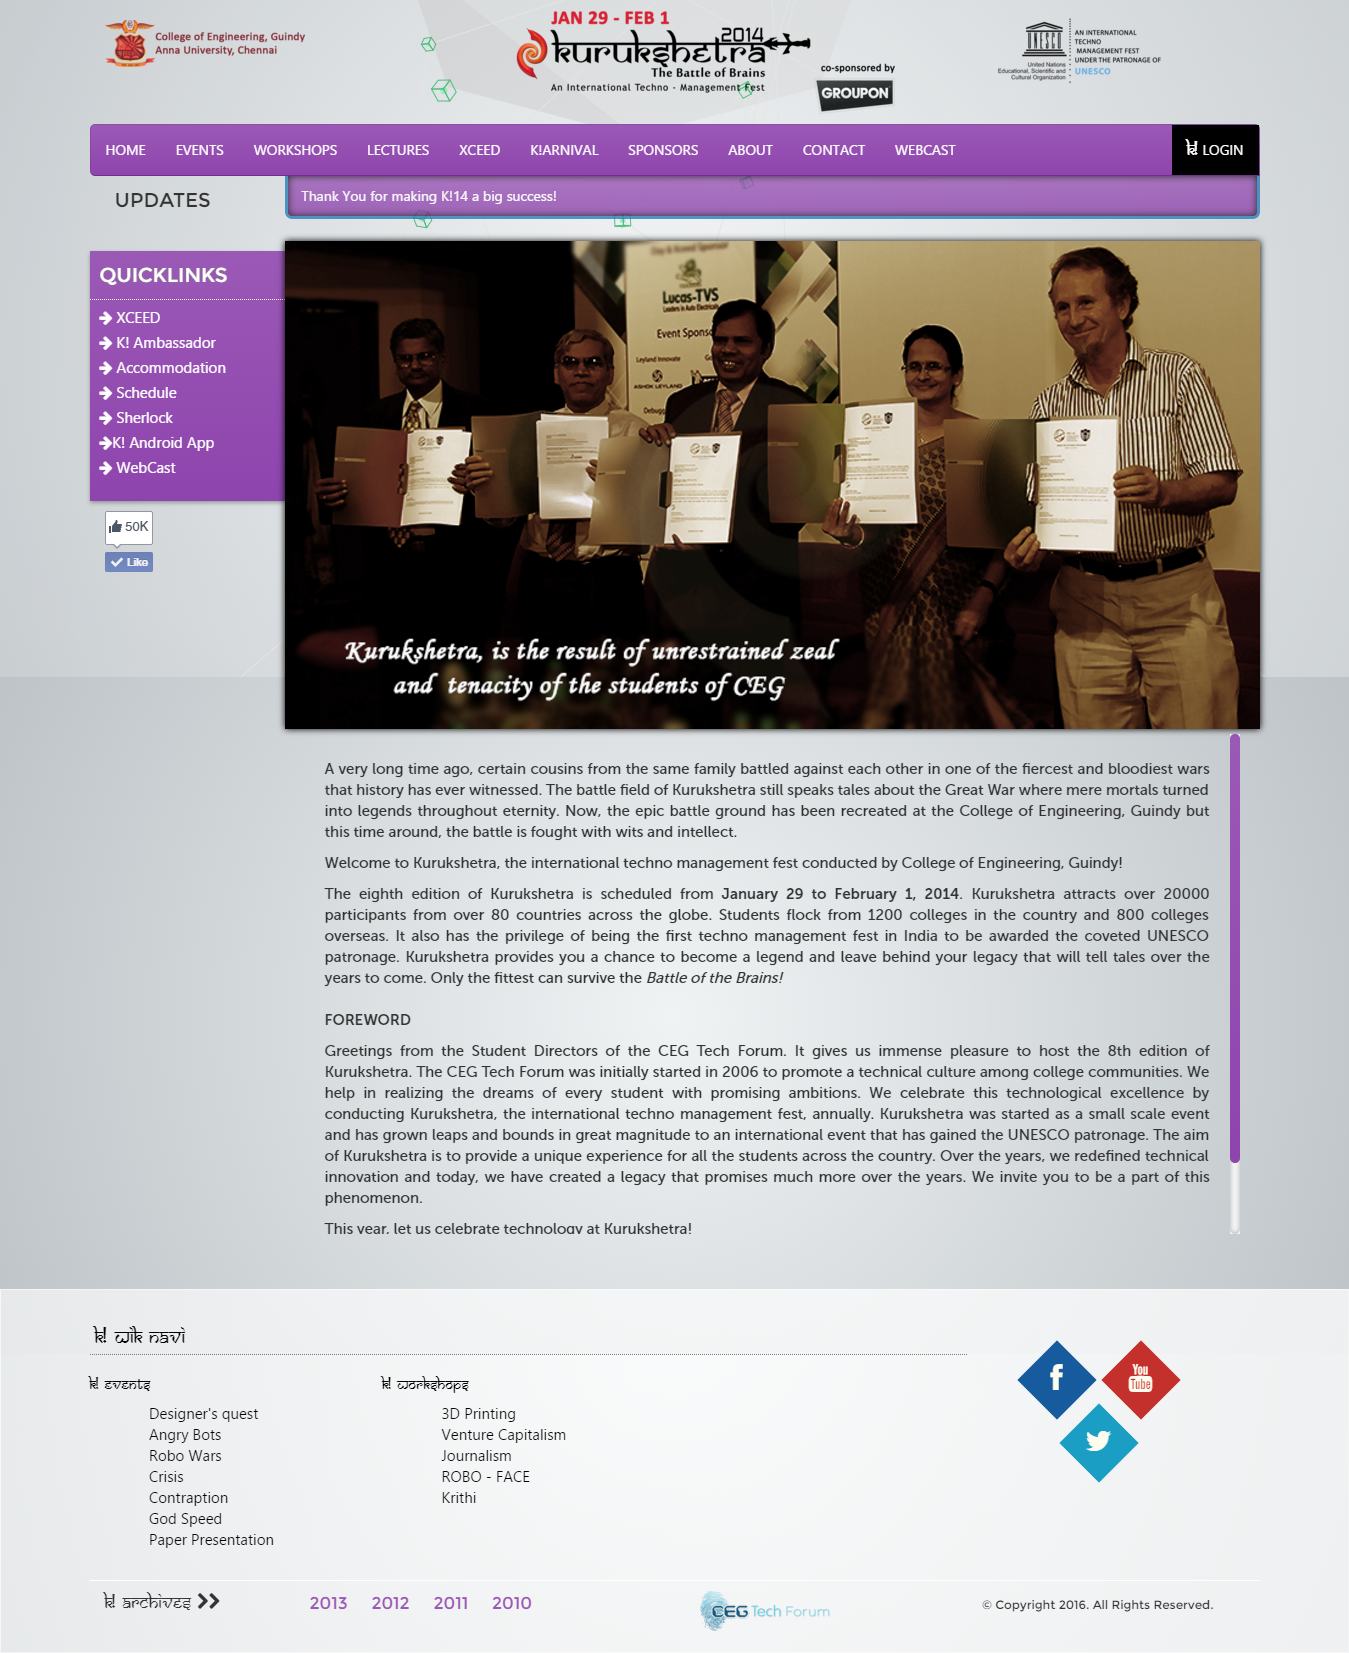 JAN 29 - FEB 1
College of Engineering, Guindy
Anna University, Chennai
2014
kurukshetra
The Battle of Brains
An International Techno - Management Fest
co-sponsored by
GROUPON
UNESCO
United Nations
Educational, Scientific and
Cultural Organization
AN INTERNATIONAL
TECHNO
MANAGEMENT FEST
UNDER THE PATRONAGE OF
UNESCO
HOME EVENTS WORKSHOPS LECTURES XCEED K!ARNIVAL SPONSORS ABOUT CONTACT WEBCAST K! LOGIN
UPDATES
Thank You for making K!14 a big success!
QUICKLINKS
XCEED
K! Ambassador
Accommodation
Schedule
Sherlock
K! Android App
WebCast
50K
Like
Lucas-TVS
Leaders in Auto Electricals
Event Sponso
Leyland Innovate
ASHOK LEYLAND
Debug
Kurukshetra, is the result of unrestrained zeal
and tenacity of the students of CEG
A very long time ago, certain cousins from the same family battled against each other in one of the fiercest and bloodiest wars
that history has ever witnessed. The battle field of Kurukshetra still speaks tales about the Great War where mere mortals turned
into legends throughout eternity. Now, the epic battle ground has been recreated at the College of Engineering, Guindy but
this time around, the battle is fought with wits and intellect.
Welcome to Kurukshetra, the international techno management fest conducted by College of Engineering, Guindy!
The eighth edition of Kurukshetra is scheduled from January 29 to February 1, 2014. Kurukshetra attracts over 20000
participants from over 80 countries across the globe. Students flock from 1200 colleges in the country and 800 colleges
overseas. It also has the privilege of being the first techno management fest in India to be awarded the coveted UNESCO
patronage. Kurukshetra provides you a chance to become a legend and leave behind your legacy that will tell tales over the
years to come. Only the fittest can survive the Battle of the Brains!
FOREWORD
Greetings from the Student Directors of the CEG Tech Forum. It gives us immense pleasure to host the 8th edition of
Kurukshetra. The CEG Tech Forum was initially started in 2006 to promote a technical culture among college communities. We
help in realizing the dreams of every student with promising ambitions. We celebrate this technological excellence by
conducting Kurukshetra, the international techno management fest, annually. Kurukshetra was started as a small scale event
and has grown leaps and bounds in great magnitude to an international event that has gained the UNESCO patronage. The aim
of Kurukshetra is to provide a unique experience for all the students across the country. Over the years, we redefined technical
innovation and today, we have created a legacy that promises much more over the years. We invite you to be a part of this
phenomenon.
This year, let us celebrate technology at Kurukshetra!
K! wik navi
K! events
Designer's quest
Angry Bots
Robo Wars
Crisis
Contraption
God Speed
Paper Presentation
K! workshops
3D Printing
Venture Capitalism
Journalism
ROBO - FACE
Krithi
You
Tube
K! archives
2013 2012 2011 2010
CEG Tech Forum
© Copyright 2016. All Rights Reserved.